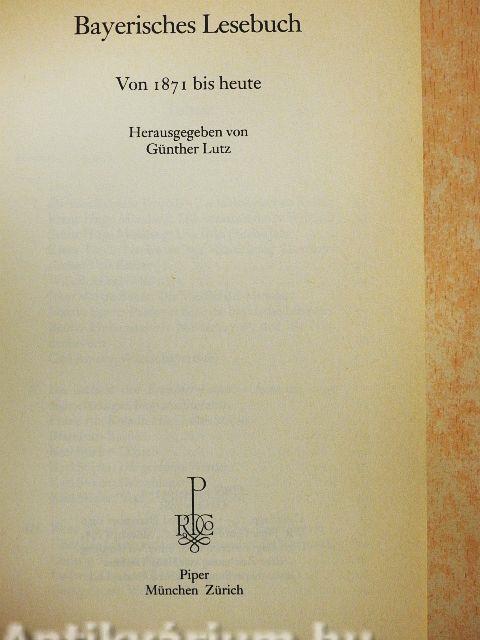 Bayerisches Lesebuch
Von 1871 bis heute
Herausgegeben von
Günther Lutz
Piper
München Zürich
Antikvárium.hu